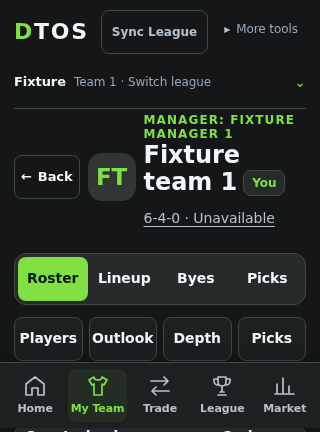 DTOS
Sync League
▸ More tools
Fixture Team 1 · Switch league
MANAGER: FIXTURE
MANAGER 1
← Back
FT
Fixture
team 1 You
6-4-0 · Unavailable
Roster Lineup Byes Picks
Players Outlook Depth Picks
Home My Team Trade League Market